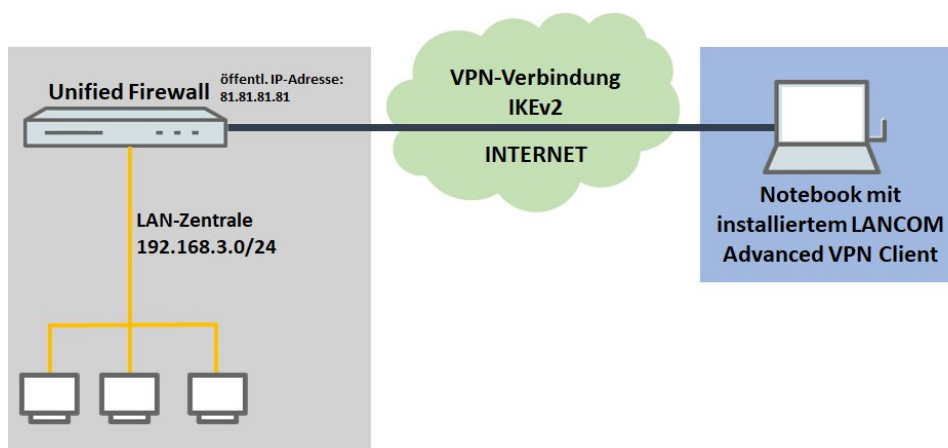 Unified Firewall
öffentl. IP-Adresse:
81.81.81.81
LAN-Zentrale
192.168.3.0/24
VPN-Verbindung
IKEv2
INTERNET
Notebook mit
installiertem LANCOM
Advanced VPN Client